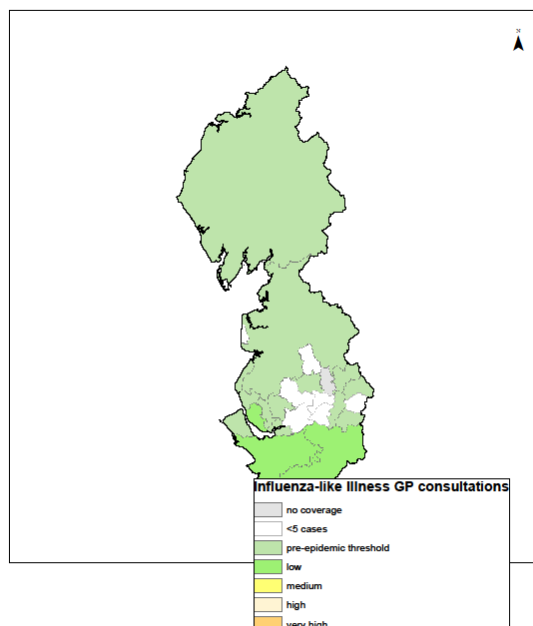 N
Influenza-like Illness GP consultations
no coverage
<5 cases
pre-epidemic threshold
low
medium
high
very high